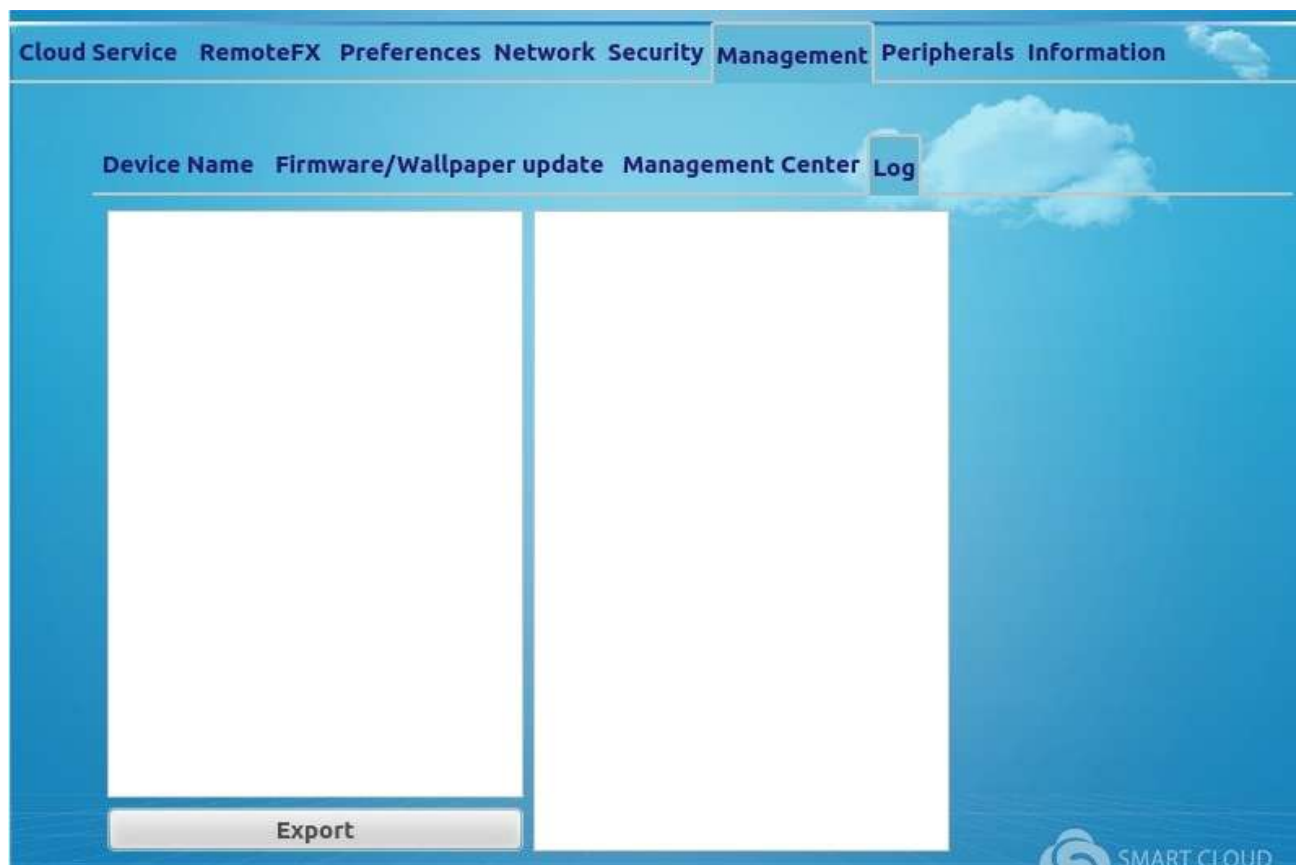 Cloud Service RemoteFX Preferences Network Security Management Peripherals Information
Device Name Firmware/Wallpaper update Management Center Log
Export
SMART CLOUD